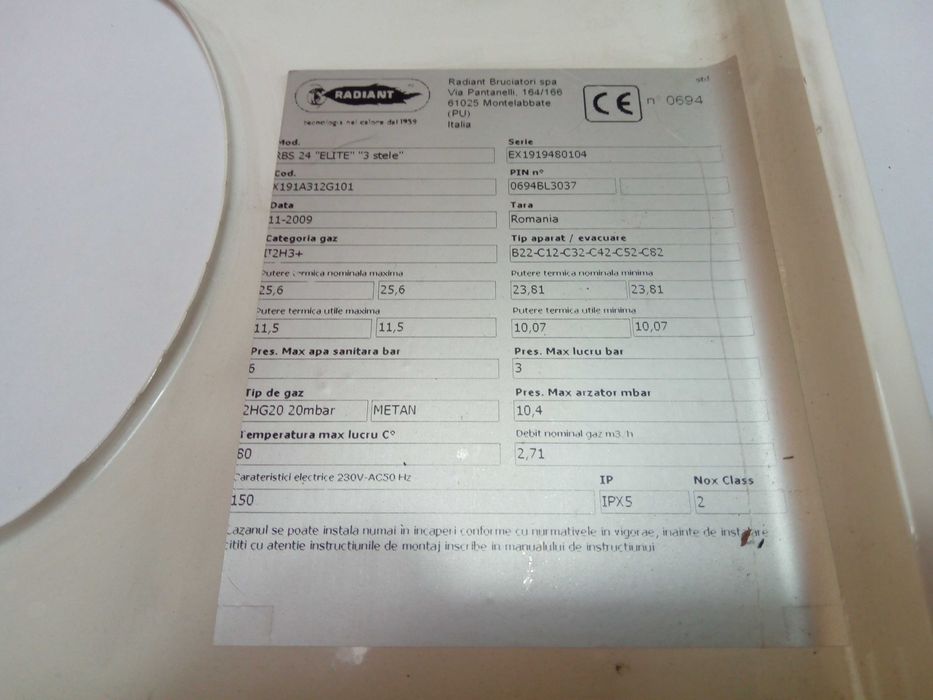 RADIANT
tecnologia nel calore dal 1959
Radiant Bruciatori spa
Via Pantanelli, 164/166
61025 Montelabbate
(PU)
Italia
CE n° 0694
Mod. Serie
RBS 24 "ELITE" "3 stele" EX1919480104
Cod. PIN n°
X191A312G101 0694BL3037
Data Tara
11-2009 Romania
Categoria gaz Tip aparat / evacuare
2H3+ B22-C12-C32-C42-C52-C82
Putere termica nominala maxima Putere termica nominala minima
25,6 25,6 23,81 23,81
Putere termica utile maxima Putere termica utile minima
11,5 11,5 10,07 10,07
Pres. Max apa sanitara bar Pres. Max lucru bar
6 3
Tip de gaz Pres. Max arzator mbar
2HG20 20mbar METAN 10,4
Temperatura max lucru C° Debit nominal gaz m3 h
80 2,71
Carateristici electrice 230V-AC50 Hz IP Nox Class
150 IPX5 2
Cazanul se poate instala numai in incaperi conforme cu nurmativele in vigorae, inainte de instalare
cititi cu atentie instructiunile de montaj inscribe in manualului de instructiunui